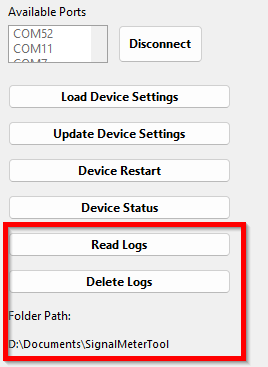 Available Ports
COM52
COM11
Disconnect
Load Device Settings
Update Device Settings
Device Restart
Device Status
Read Logs
Delete Logs
Folder Path:
D:\Documents\SignalMeterTool